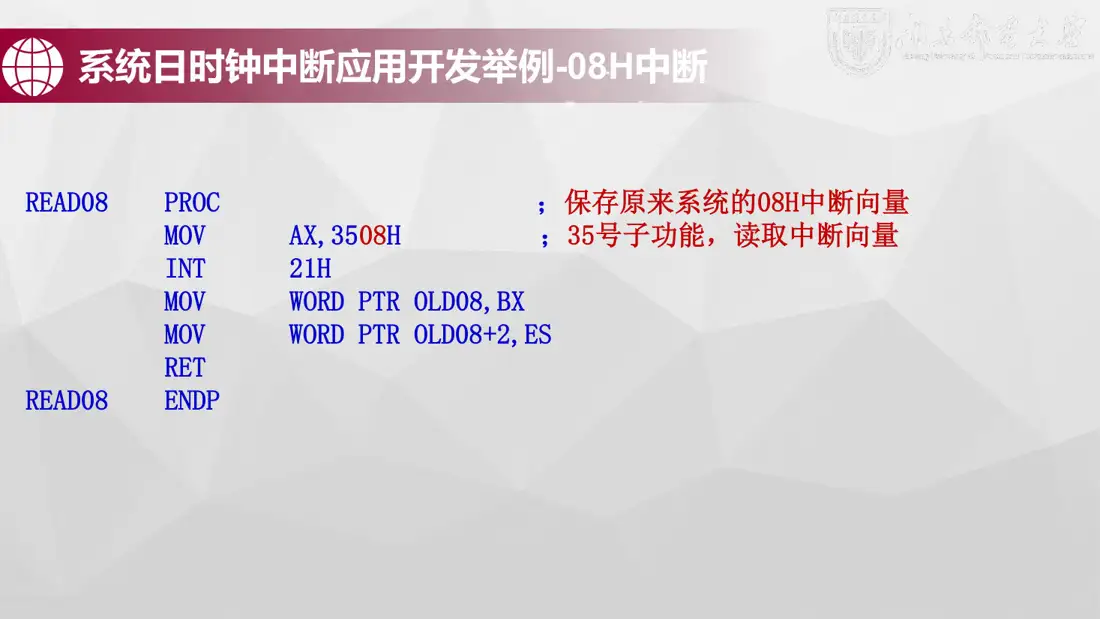 系统日时钟中断应用开发举例-08H中断
READ08 PROC ；保存原来系统的08H中断向量
MOV AX,3508H ；35号子功能，读取中断向量
INT 21H
MOV WORD PTR OLD08,BX
MOV WORD PTR OLD08+2,ES
RET
READ08 ENDP